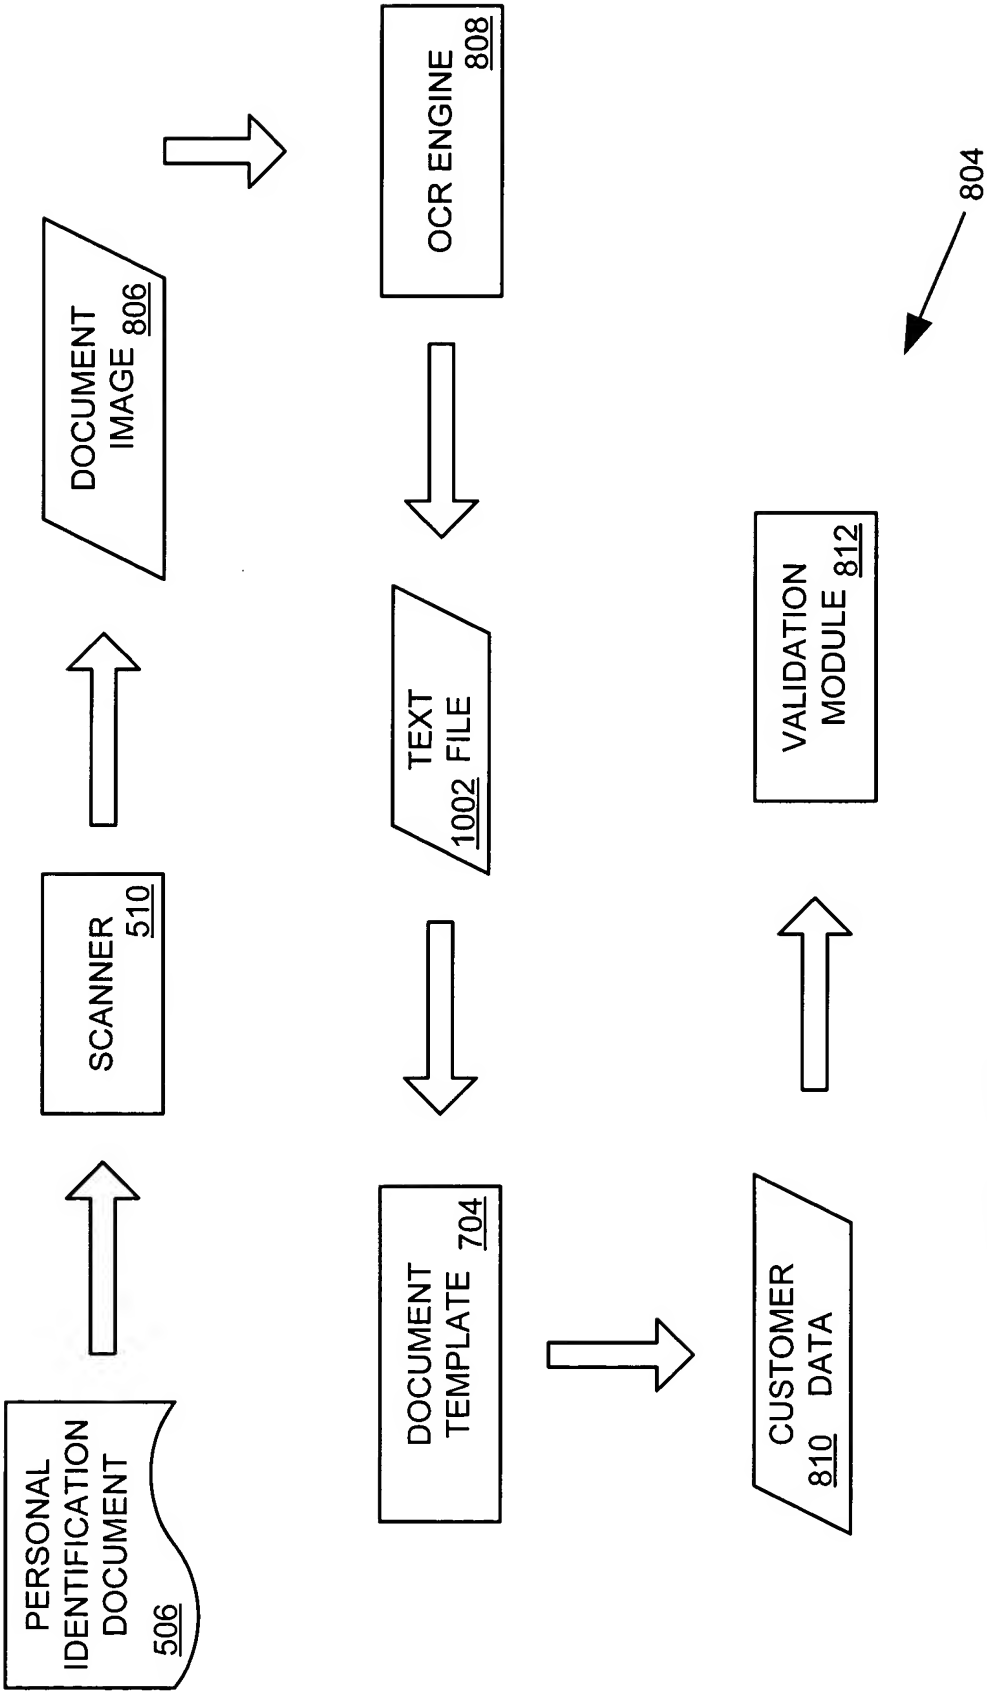 PERSONAL
IDENTIFICATION
DOCUMENT
506
SCANNER
510
DOCUMENT
IMAGE 806
OCR ENGINE
808
TEXT
1002 FILE
DOCUMENT
TEMPLATE 704
CUSTOMER
810 DATA
VALIDATION
MODULE 812
804